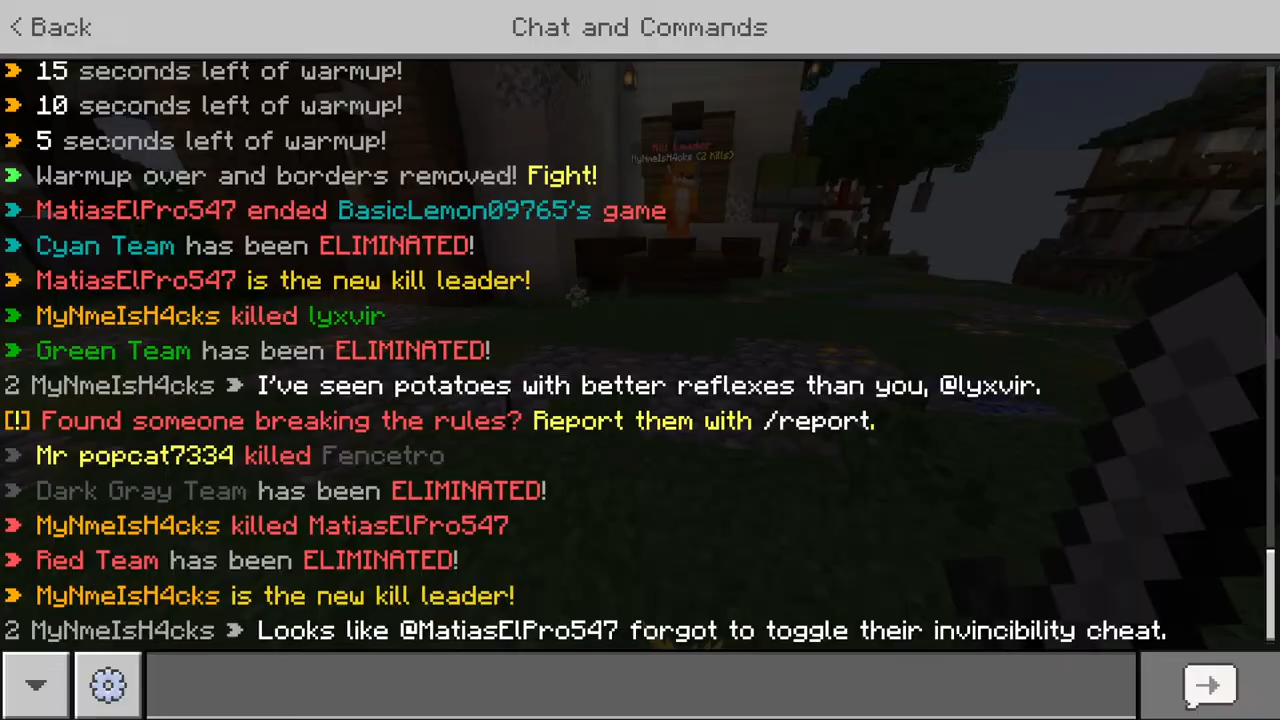 < Back
Chat and Commands
15 seconds left of warmup!
10 seconds left of warmup!
5 seconds left of warmup!
Warmup over and borders removed! Fight!
MatiasElPro547 ended BasicLemon09765's game
Cyan Team has been ELIMINATED!
MatiasElPro547 is the new kill leader!
MyNmeIsH4cks killed lyxvir
Green Team has been ELIMINATED!
2 MyNmeIsH4cks » I've seen potatoes with better reflexes than you, @lyxvir.
[!] Found someone breaking the rules? Report them with /report.
Mr popcat7334 killed Fencetro
Dark Gray Team has been ELIMINATED!
MyNmeIsH4cks killed MatiasElPro547
Red Team has been ELIMINATED!
MyNmeIsH4cks is the new kill leader!
2 MyNmeIsH4cks » Looks like @MatiasElPro547 forgot to toggle their invincibility cheat.
Kill Leader
MyNmeIsH4cks (2 Kills)